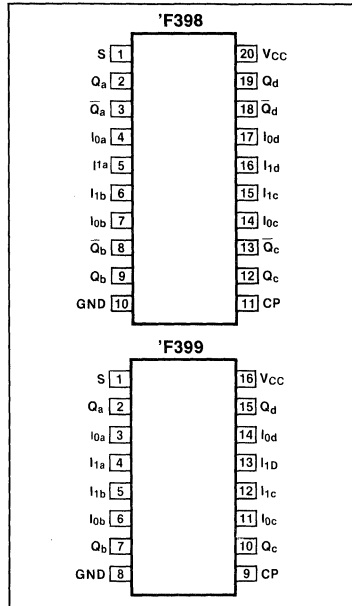 'F398
S 1 20 VCC
Qa 2 19 Qd
Q̅a 3 18 Q̅d
I0a 4 17 I0d
I1a 5 16 I1d
I1b 6 15 I1c
I0b 7 14 I0c
Q̅b 8 13 Q̅c
Qb 9 12 Qc
GND 10 11 CP
'F399
S 1 16 VCC
Qa 2 15 Qd
I0a 3 14 I0d
I1a 4 13 I1D
I1b 5 12 I1c
I0b 6 11 I0c
Qb 7 10 Qc
GND 8 9 CP